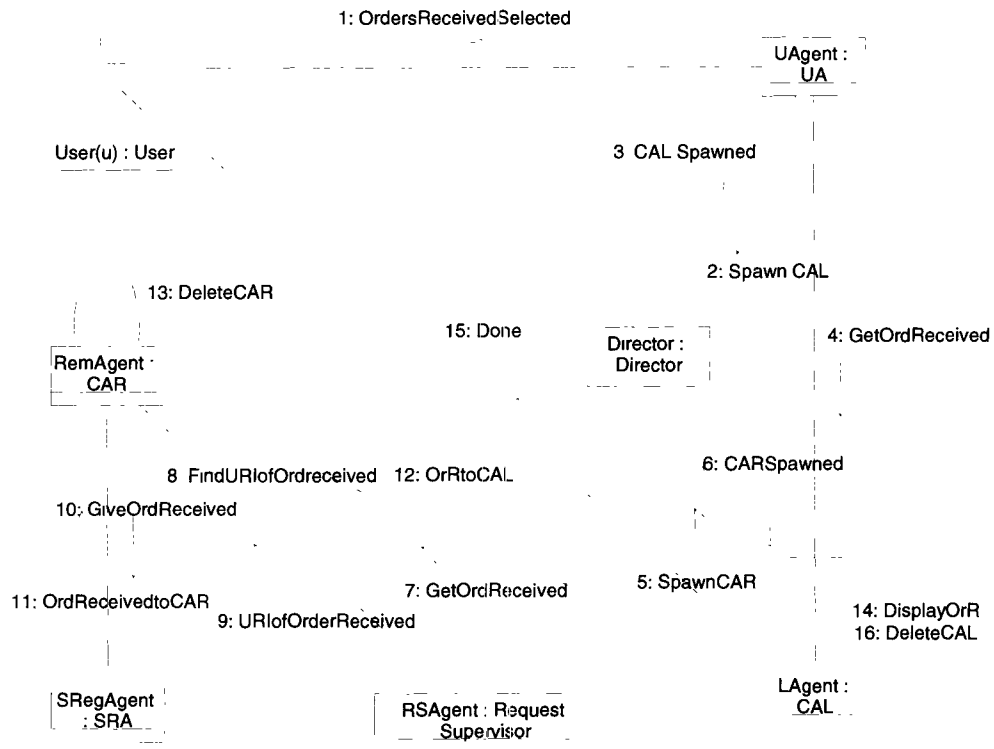 1: OrdersReceivedSelected
UAgent :
UA
User(u) : User
3 CAL Spawned
2: Spawn CAL
13: DeleteCAR
15: Done
Director :
Director
4: GetOrdReceived
RemAgent :
CAR
8 FindURIofOrdreceived
12: OrRtoCAL
6: CARSpawned
10: GiveOrdReceived
11: OrdReceivedtoCAR
7: GetOrdReceived
5: SpawnCAR
9: URIofOrderReceived
14: DisplayOrR
16: DeleteCAL
SRegAgent
: SRA
RSAgent : Request
Supervisor
LAgent :
CAL